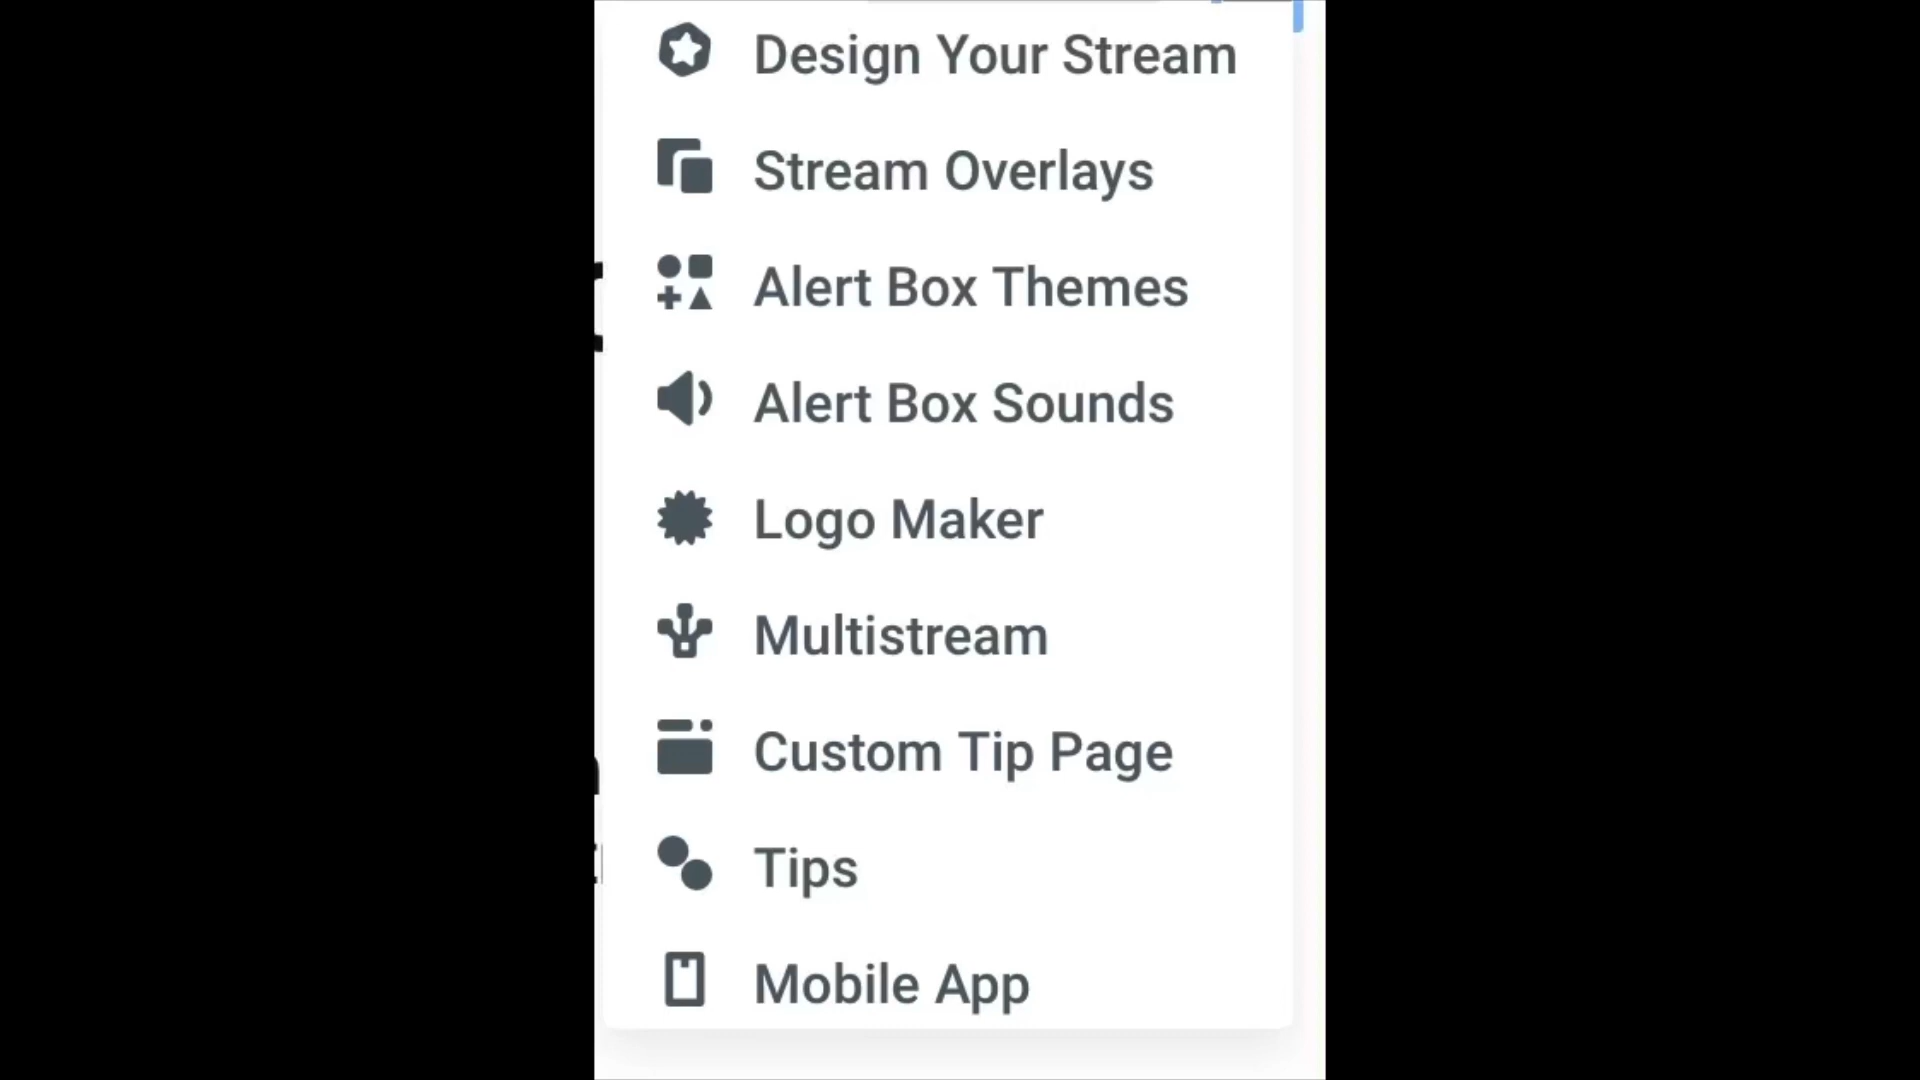 Design Your Stream
Stream Overlays
Alert Box Themes
Alert Box Sounds
Logo Maker
Multistream
Custom Tip Page
Tips
Mobile App